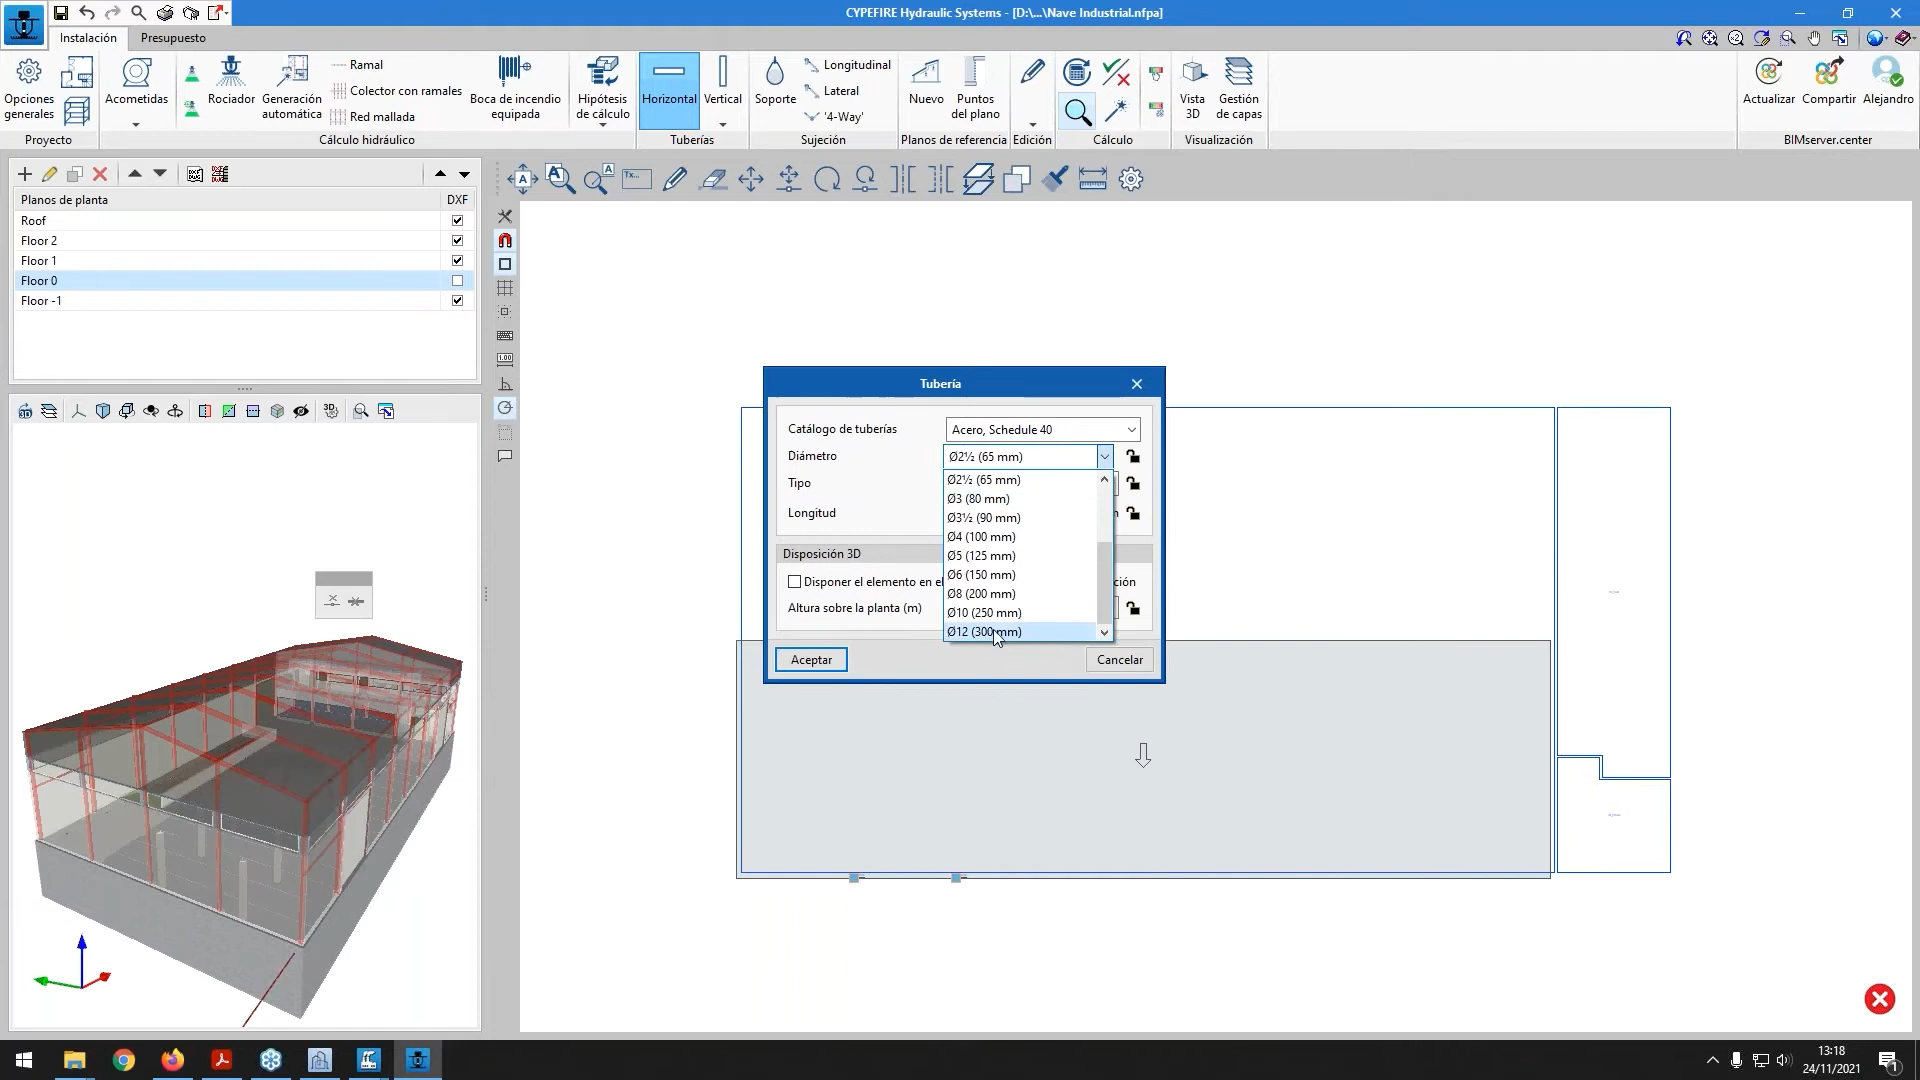 CYPEFIRE Hydraulic Systems - [D:\...\Nave Industrial.nfpa]
Instalación
Presupuesto
Opciones generales
Acometidas
Rociador
Generación automática
Ramal
Colector con ramales
Red mallada
Boca de incendio equipada
Hipótesis de cálculo
Horizontal
Vertical
Soporte
Longitudinal
Lateral
'4-Way'
Nuevo
Puntos del plano
Vista 3D
Gestión de capas
Actualizar
Compartir
Alejandro
Proyecto
Cálculo hidráulico
Tuberías
Sujeción
Planos de referencia
Edición
Cálculo
Visualización
BIMserver.center
Planos de planta
DXF
Roof
Floor 2
Floor 1
Floor 0
Floor -1
Tubería
Catálogo de tuberías
Acero, Schedule 40
Diámetro
Ø2½ (65 mm)
Tipo
Longitud
Ø2½ (65 mm)
Ø3 (80 mm)
Ø3½ (90 mm)
Ø4 (100 mm)
Ø5 (125 mm)
Ø6 (150 mm)
Ø8 (200 mm)
Ø10 (250 mm)
Ø12 (300 mm)
Disposición 3D
Disponer el elemento en el
ción
Altura sobre la planta (m)
Aceptar
Cancelar
13:18
24/11/2021